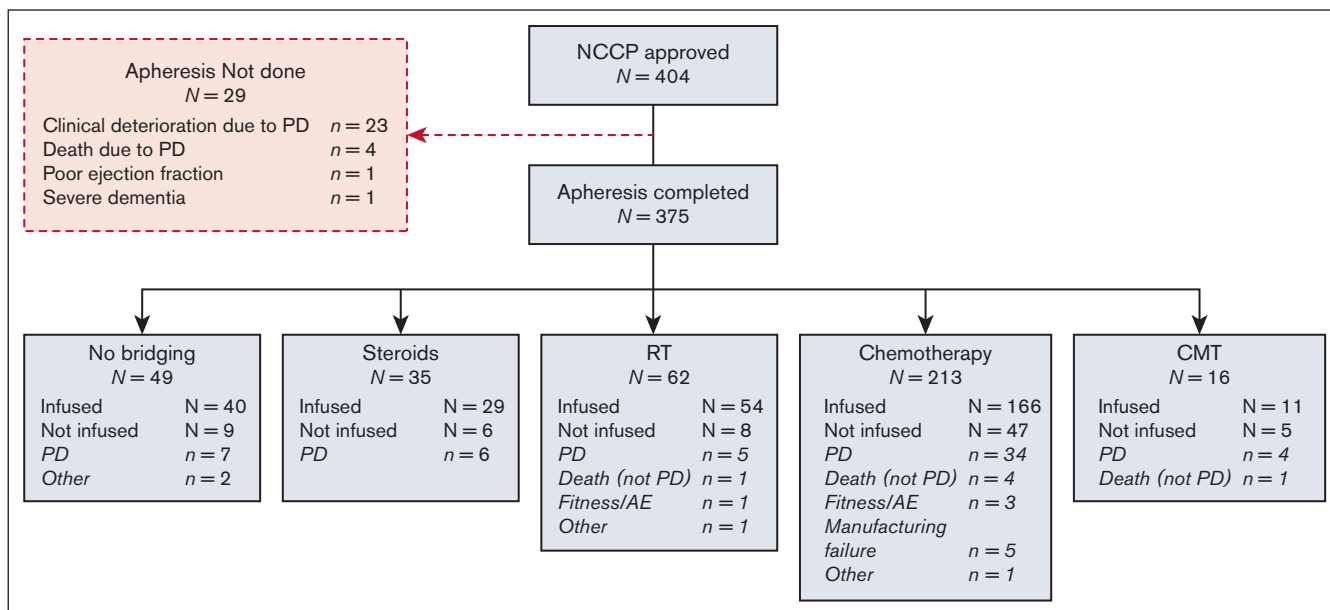 NCCP approved
N = 404
Apheresis Not done
N = 29
Clinical deterioration due to PD n = 23
Death due to PD n = 4
Poor ejection fraction n = 1
Severe dementia n = 1
Apheresis completed
N = 375
No bridging
N = 49
Infused N = 40
Not infused N = 9
PD n = 7
Other n = 2
Steroids
N = 35
Infused N = 29
Not infused N = 6
PD n = 6
RT
N = 62
Infused N = 54
Not infused N = 8
PD n = 5
Death (not PD) n = 1
Fitness/AE n = 1
Other n = 1
Chemotherapy
N = 213
Infused N = 166
Not infused N = 47
PD n = 34
Death (not PD) n = 4
Fitness/AE n = 3
Manufacturing
failure n = 5
Other n = 1
CMT
N = 16
Infused N = 11
Not infused N = 5
PD n = 4
Death (not PD) n = 1